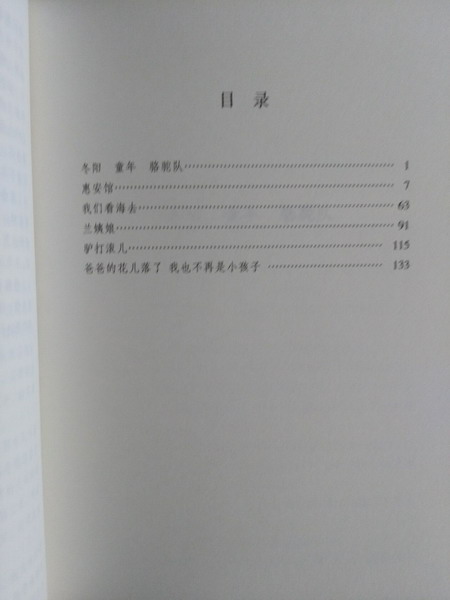 目 录
冬阳 童年 骆驼队 1
惠安馆 7
我们看海去 63
兰姨娘 91
驴打滚儿 115
爸爸的花儿落了 我也不再是小孩子 133